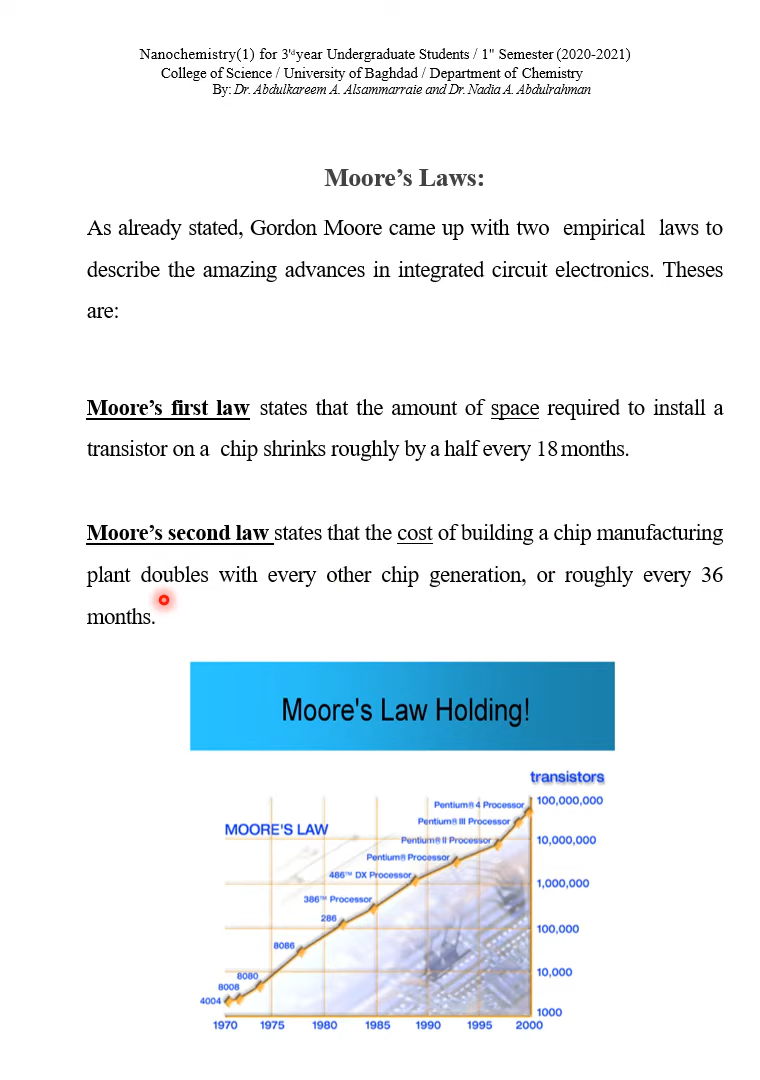 Nanochemistry(1) for 3'ᵈyear Undergraduate Students / 1" Semester (2020-2021)
College of Science / University of Baghdad / Department of Chemistry
By: Dr. Abdulkareem A. Alsammarraie and Dr. Nadia A. Abdulrahman
Moore’s Laws:
As already stated, Gordon Moore came up with two empirical laws to
describe the amazing advances in integrated circuit electronics. Theses
are:
Moore’s first law states that the amount of space required to install a
transistor on a chip shrinks roughly by a half every 18 months.
Moore’s second law states that the cost of building a chip manufacturing
plant doubles with every other chip generation, or roughly every 36
months.
Moore's Law Holding!
transistors
MOORE'S LAW
Pentium® 4 Processor
100,000,000
Pentium® III Processor
Pentium® II Processor
10,000,000
Pentium® Processor
486™ DX Processor
1,000,000
386™ Processor
286
100,000
8086
8080
10,000
8008
4004
1000
1970 1975 1980 1985 1990 1995 2000